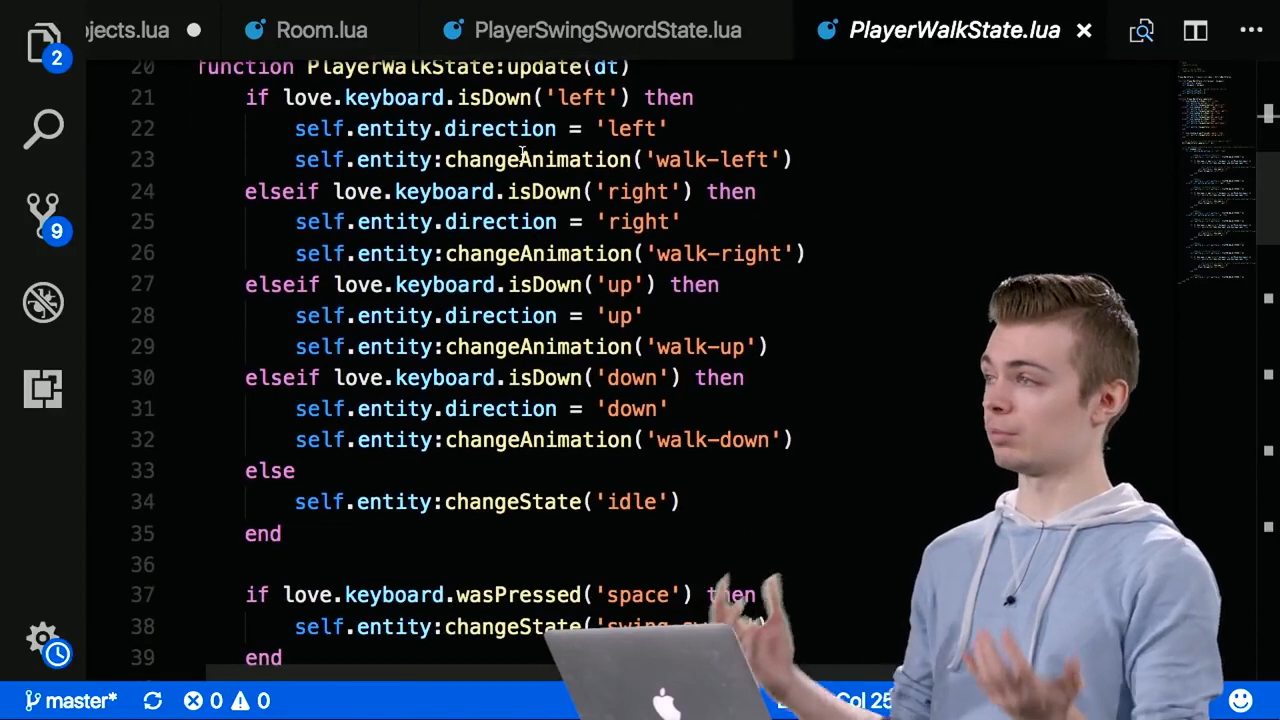 2
9
jects.lua
Room.lua
PlayerSwingSwordState.lua
PlayerWalkState.lua
20 function PlayerWalkState:update(dt)
21 if love.keyboard.isDown('left') then
22 self.entity.direction = 'left'
23 self.entity:changeAnimation('walk-left')
24 elseif love.keyboard.isDown('right') then
25 self.entity.direction = 'right'
26 self.entity:changeAnimation('walk-right')
27 elseif love.keyboard.isDown('up') then
28 self.entity.direction = 'up'
29 self.entity:changeAnimation('walk-up')
30 elseif love.keyboard.isDown('down') then
31 self.entity.direction = 'down'
32 self.entity:changeAnimation('walk-down')
33 else
34 self.entity:changeState('idle')
35 end
36
37 if love.keyboard.wasPressed('space') then
38 self.entity:changeState(
39 end
master* 0 0 Col 25